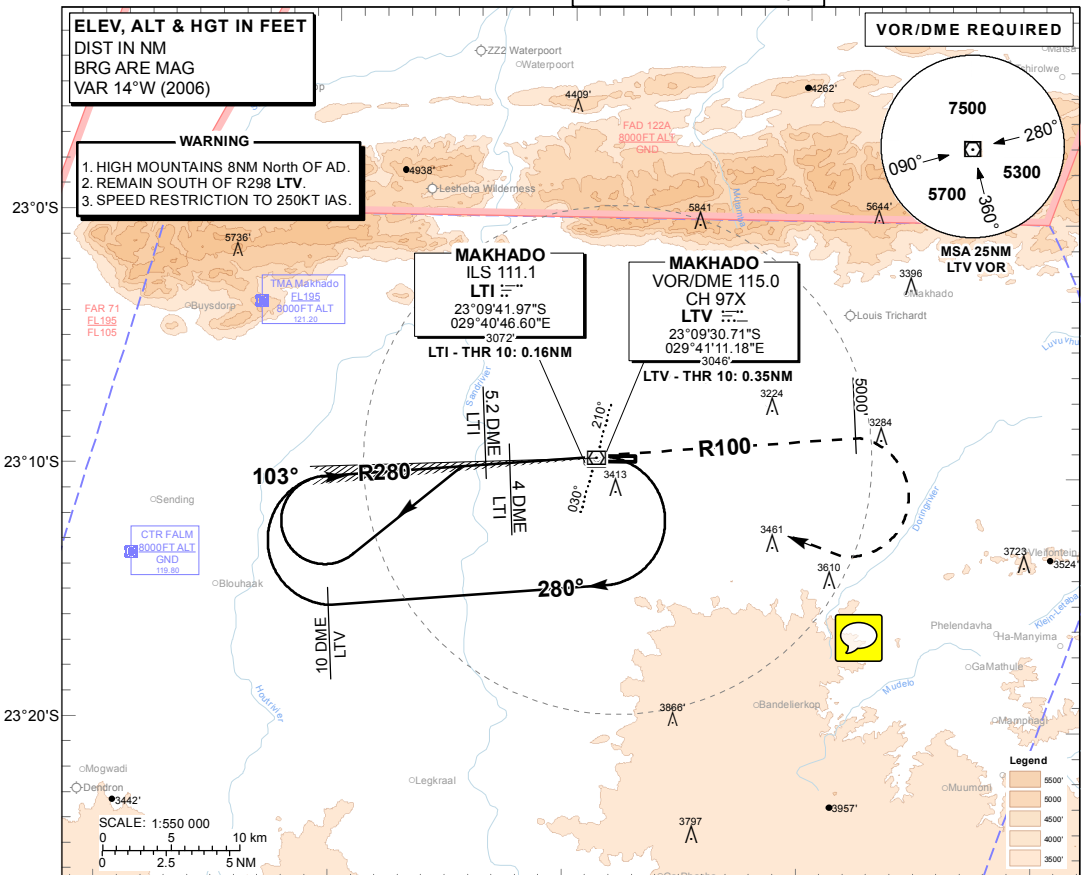 ELEV, ALT & HGT IN FEET
DIST IN NM
BRG ARE MAG
VAR 14°W (2006)
VOR/DME REQUIRED
WARNING
1. HIGH MOUNTAINS 8NM North OF AD.
2. REMAIN SOUTH OF R298 LTV.
3. SPEED RESTRICTION TO 250KT IAS.
7500
280°
090°
5300
5700
360°
MSA 25NM
LTV VOR
ZZ2 Waterpoort
Waterpoort
4409'
4262'
FAD 122A
8000FT ALT
GND
4938'
Lesheba Wilderness
Mutamba
23°0'S
5841
5644'
5736'
TMA Makhado
FL195
8000FT ALT
121.20
Buysdorp
FAR 71
FL195
FL105
MAKHADO
ILS 111.1
LTI
23°09'41.97"S
029°40'46.60"E
3072'
LTI - THR 10: 0.16NM
MAKHADO
VOR/DME 115.0
CH 97X
LTV
23°09'30.71"S
029°41'11.18"E
3046'
LTV - THR 10: 0.35NM
3396
Makhado
Louis Trichardt
Sandrivier
5.2 DME
LTI
3224
5000'
3284
210°
R100
23°10'S
103°
R280
4 DME
LTI
030°
3413
Sending
Doringrivier
CTR FALM
8000FT ALT
GND
119.80
3461
3610
3723
Vleifontein
3524'
Blouhaak
280°
10 DME
LTV
Klein-Letaba
Phelendavha
Ha-Manyima
GaMathule
Mudelo
Houtrivier
23°20'S
3866'
Bandelierkop
Mamphagi
Mogwadi
Dendron
3442'
Legkraal
3957'
Muumoni
3797
SCALE: 1:550 000
0 5 10 km
0 2.5 5 NM
Legend
5500'
5000
4500'
4000'
3500'